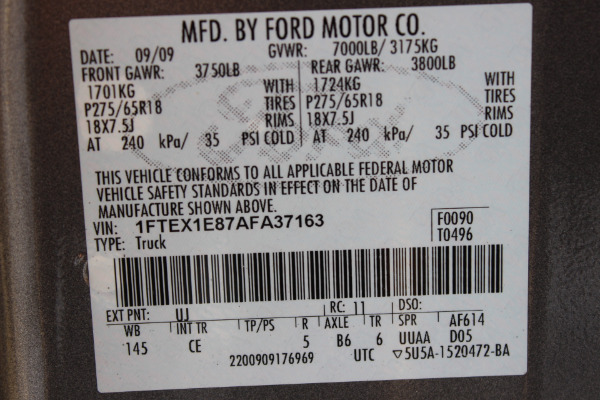 MFD. BY FORD MOTOR CO.
DATE: 09/09 GVWR: 7000LB/ 3175KG
FRONT GAWR: 3750LB REAR GAWR: 3800LB
1701KG WITH 1724KG WITH
P275/65R18 TIRES P275/65R18 TIRES
18X7.5J RIMS 18X7.5J RIMS
AT 240 kPa/ 35 PSI COLD AT 240 kPa/ 35 PSI COLD
THIS VEHICLE CONFORMS TO ALL APPLICABLE FEDERAL MOTOR
VEHICLE SAFETY STANDARDS IN EFFECT ON THE DATE OF
MANUFACTURE SHOWN ABOVE.
VIN: 1FTEX1E87AFA37163 F0090
TYPE: Truck T0496
EXT PNT: UJ RC: 11 DSO:
WB INT TR TP/PS R AXLE TR SPR AF614
145 CE 5 B6 6 UUAA D05
2200909176969 UTC ▽5U5A-1520472-BA